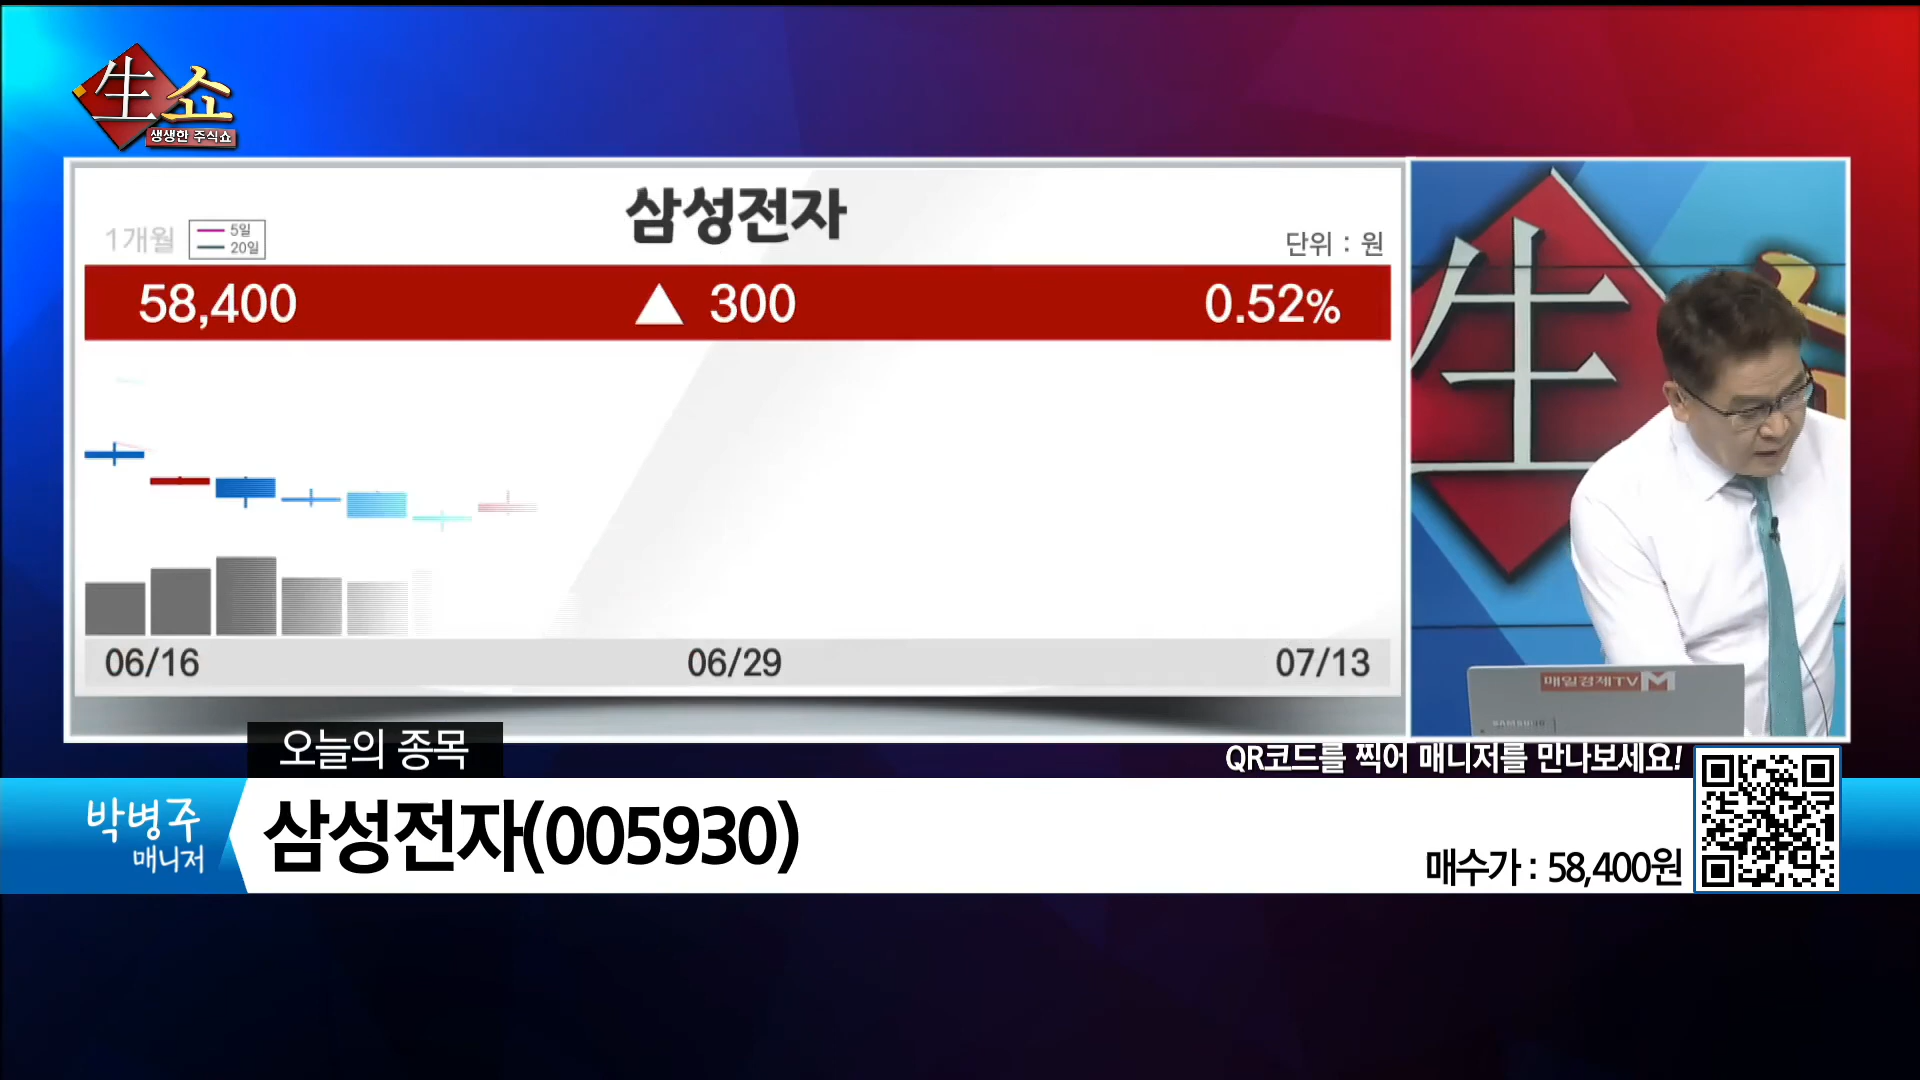 生쇼
생생한 주식쇼
삼성전자
1개월
5일
20일
단위 : 원
58,400 ▲ 300 0.52%
06/16 06/29 07/13
生
매일경제TV M
SAMSUNG
오늘의 종목
QR코드를 찍어 매니저를 만나보세요!
박병주
매니저
삼성전자(005930)
매수가 : 58,400원